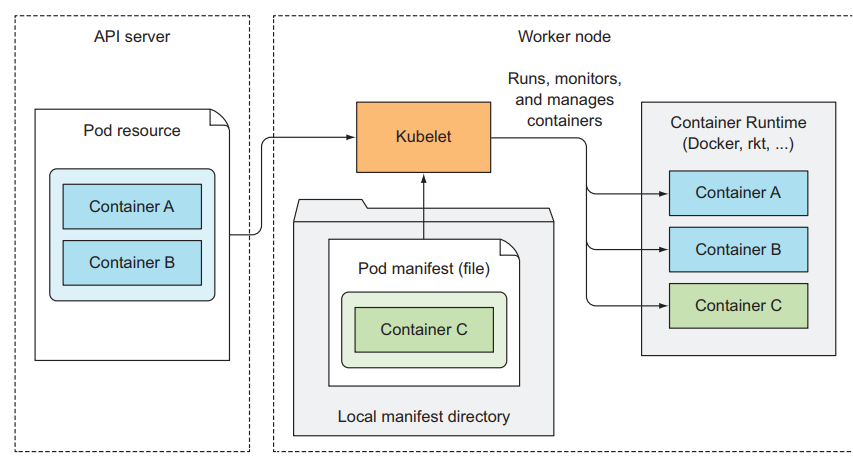 API server
Worker node
Pod resource
Container A
Container B
Kubelet
Runs, monitors,
and manages
containers
Pod manifest (file)
Container C
Local manifest directory
Container Runtime
(Docker, rkt, ...)
Container A
Container B
Container C